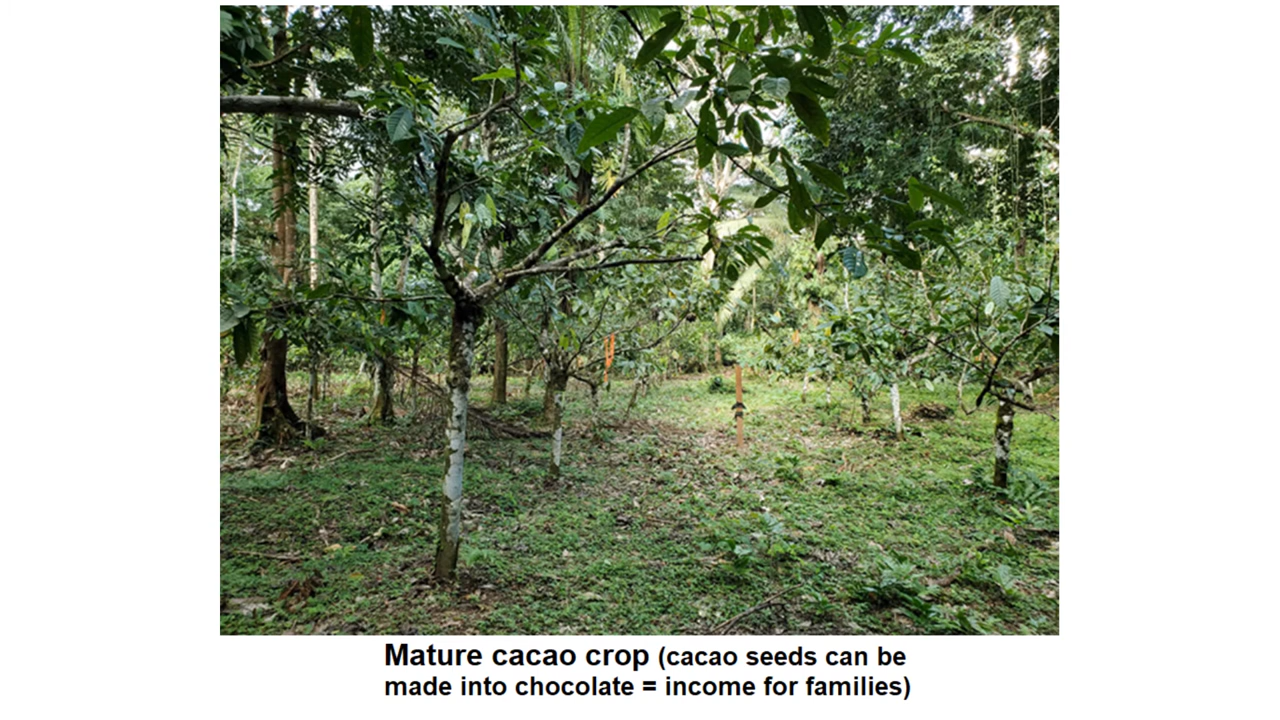 Mature cacao crop (cacao seeds can be
made into chocolate = income for families)